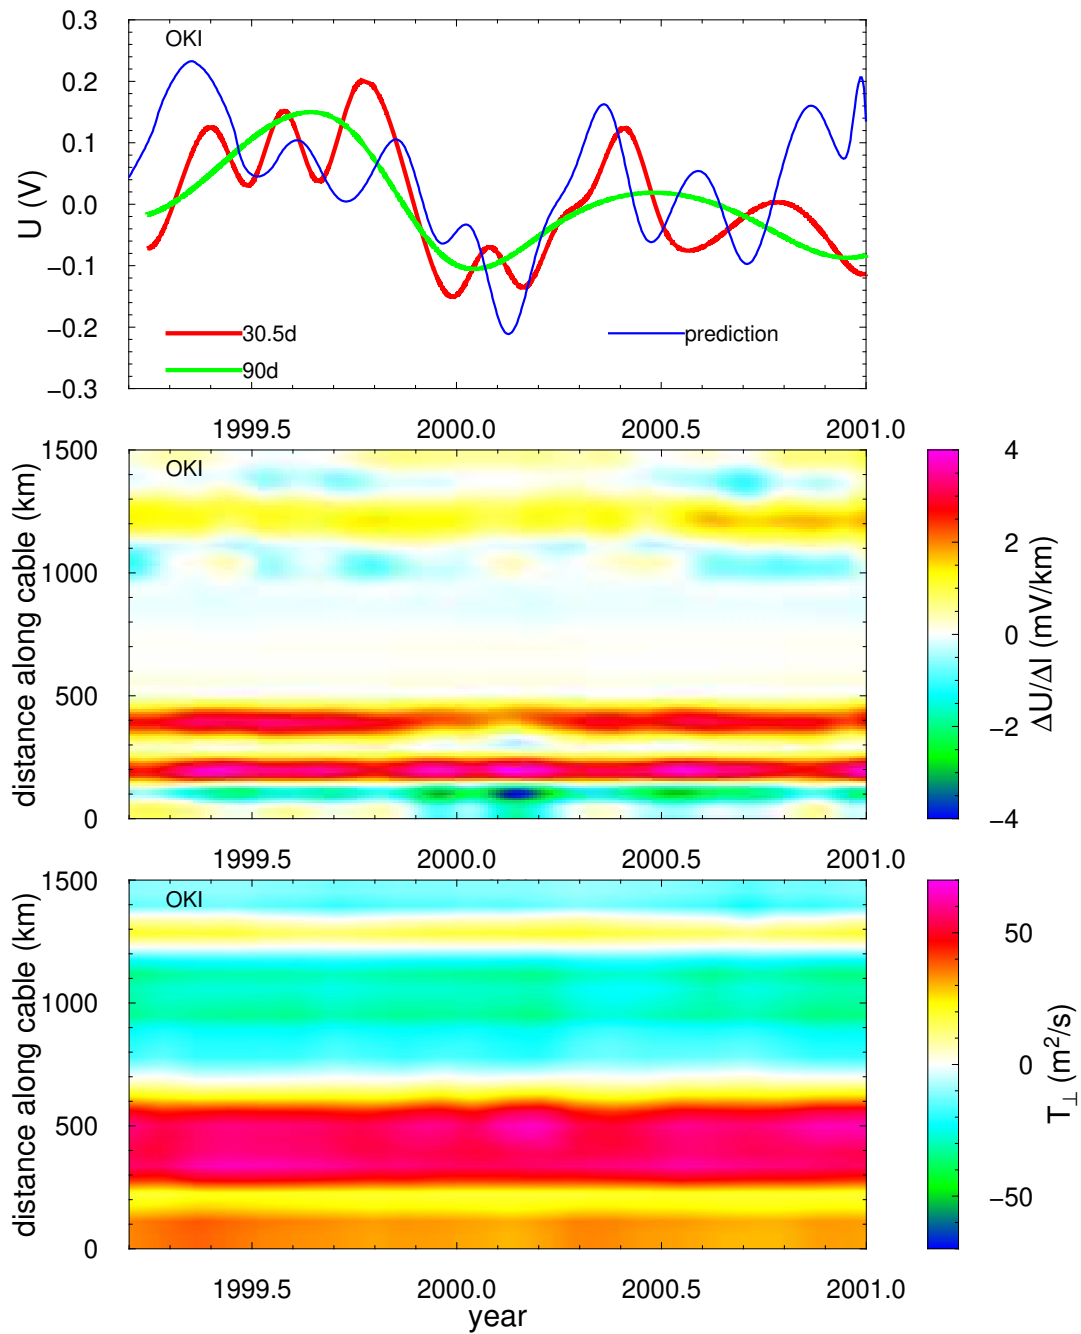 0.3
0.2
0.1
0.0
−0.1
−0.2
−0.3
U (V)
OKI
30.5d
90d
prediction
1999.5
2000.0
2000.5
2001.0
1500
1000
500
0
distance along cable (km)
OKI
4
2
0
−2
−4
ΔU/Δl (mV/km)
1999.5
2000.0
2000.5
2001.0
1500
1000
500
0
distance along cable (km)
OKI
50
0
−50
T⊥ (m²/s)
1999.5
2000.0
2000.5
2001.0
year